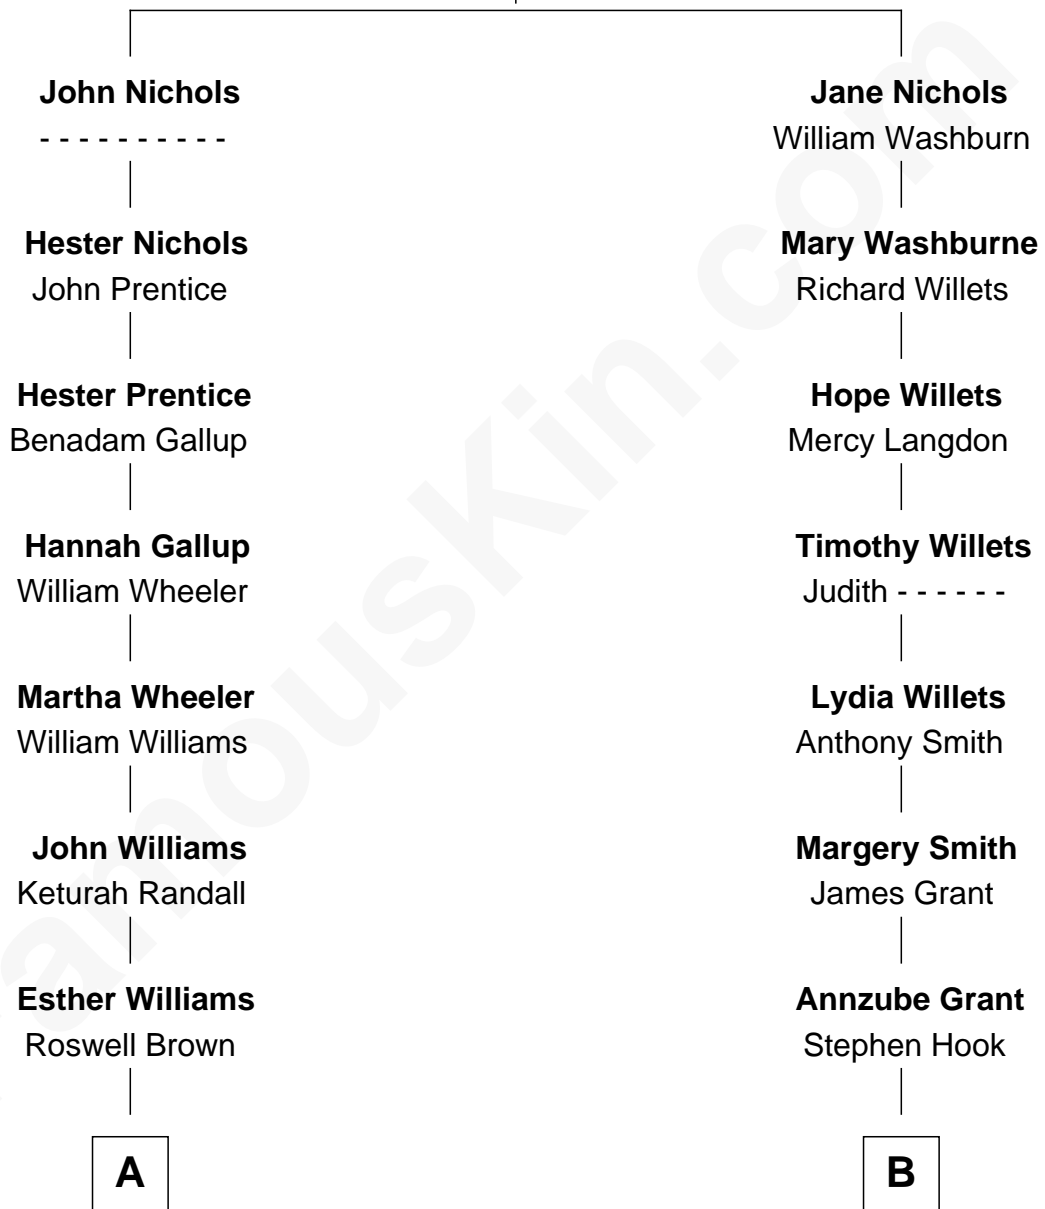 John Nichols
- - - - - - - - - -
Hester Nichols
John Prentice
Hester Prentice
Benadam Gallup
Hannah Gallup
William Wheeler
Martha Wheeler
William Williams
John Williams
Keturah Randall
Esther Williams
Roswell Brown
A
Jane Nichols
William Washburn
Mary Washburne
Richard Willets
Hope Willets
Mercy Langdon
Timothy Willets
Judith - - - - - -
Lydia Willets
Anthony Smith
Margery Smith
James Grant
Annzube Grant
Stephen Hook
B
amousKin.com